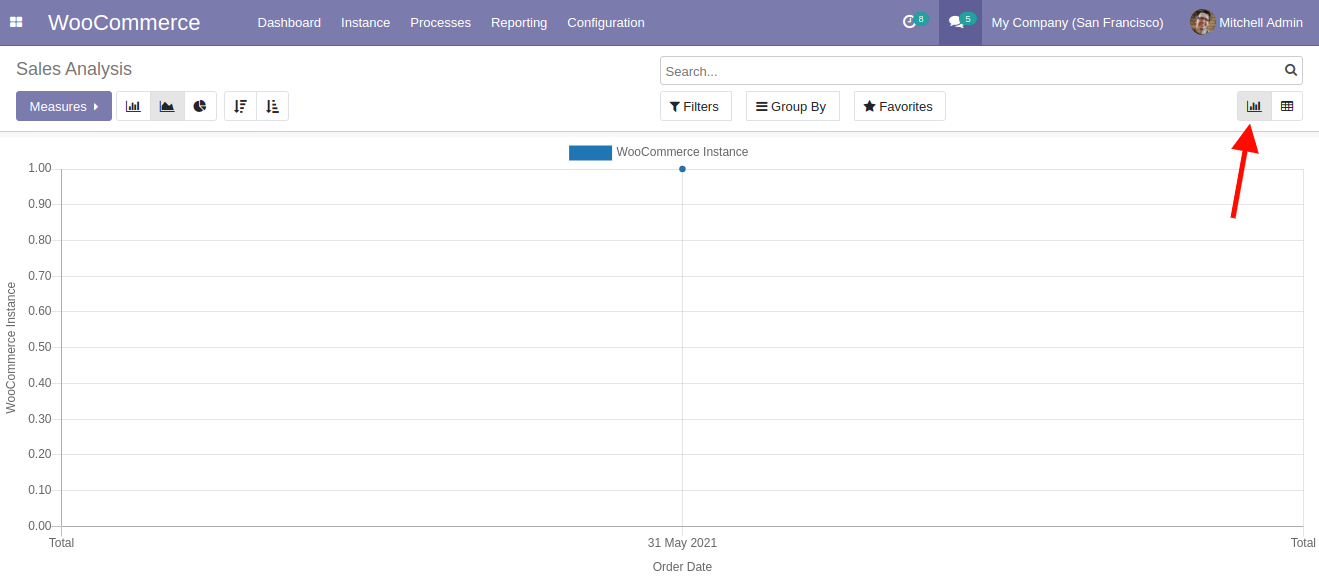 WooCommerce Dashboard Instance Processes Reporting Configuration 8 5 My Company (San Francisco) Mitchell Admin
Sales Analysis
Search...
Measures Filters Group By Favorites
WooCommerce Instance
1.00
0.90
0.80
0.70
0.60
0.50
0.40
0.30
0.20
0.10
0.00
WooCommerce Instance
Total 31 May 2021 Total
Order Date